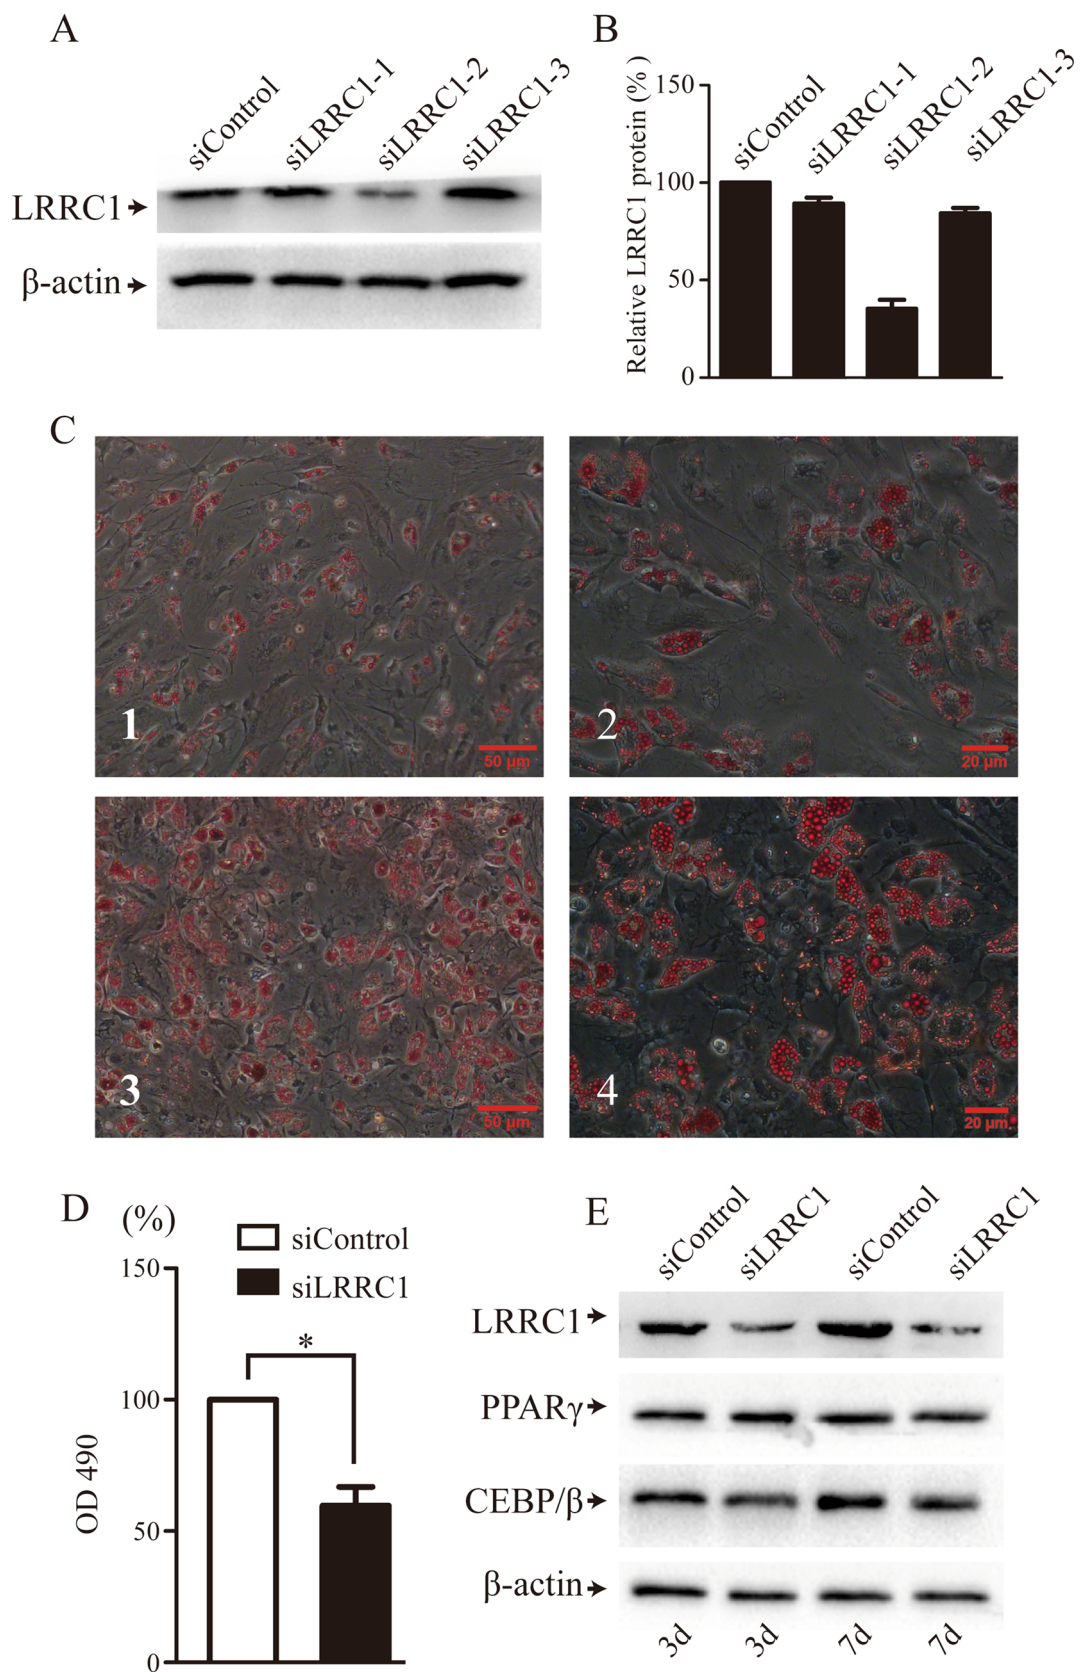 A
siControl
siLRRC1-1
siLRRC1-2
siLRRC1-3
LRRC1
β-actin
B
Relative LRRC1 protein (%)
150
100
50
0
siControl
siLRRC1-1
siLRRC1-2
siLRRC1-3
C
1
50 μm
2
20 μm
3
50 μm
4
20 μm
D
(%)
siControl
siLRRC1
OD 490
150
100
50
0
*
E
siControl
siLRRC1
siControl
siLRRC1
LRRC1
PPARγ
CEBP/β
β-actin
3d
3d
7d
7d